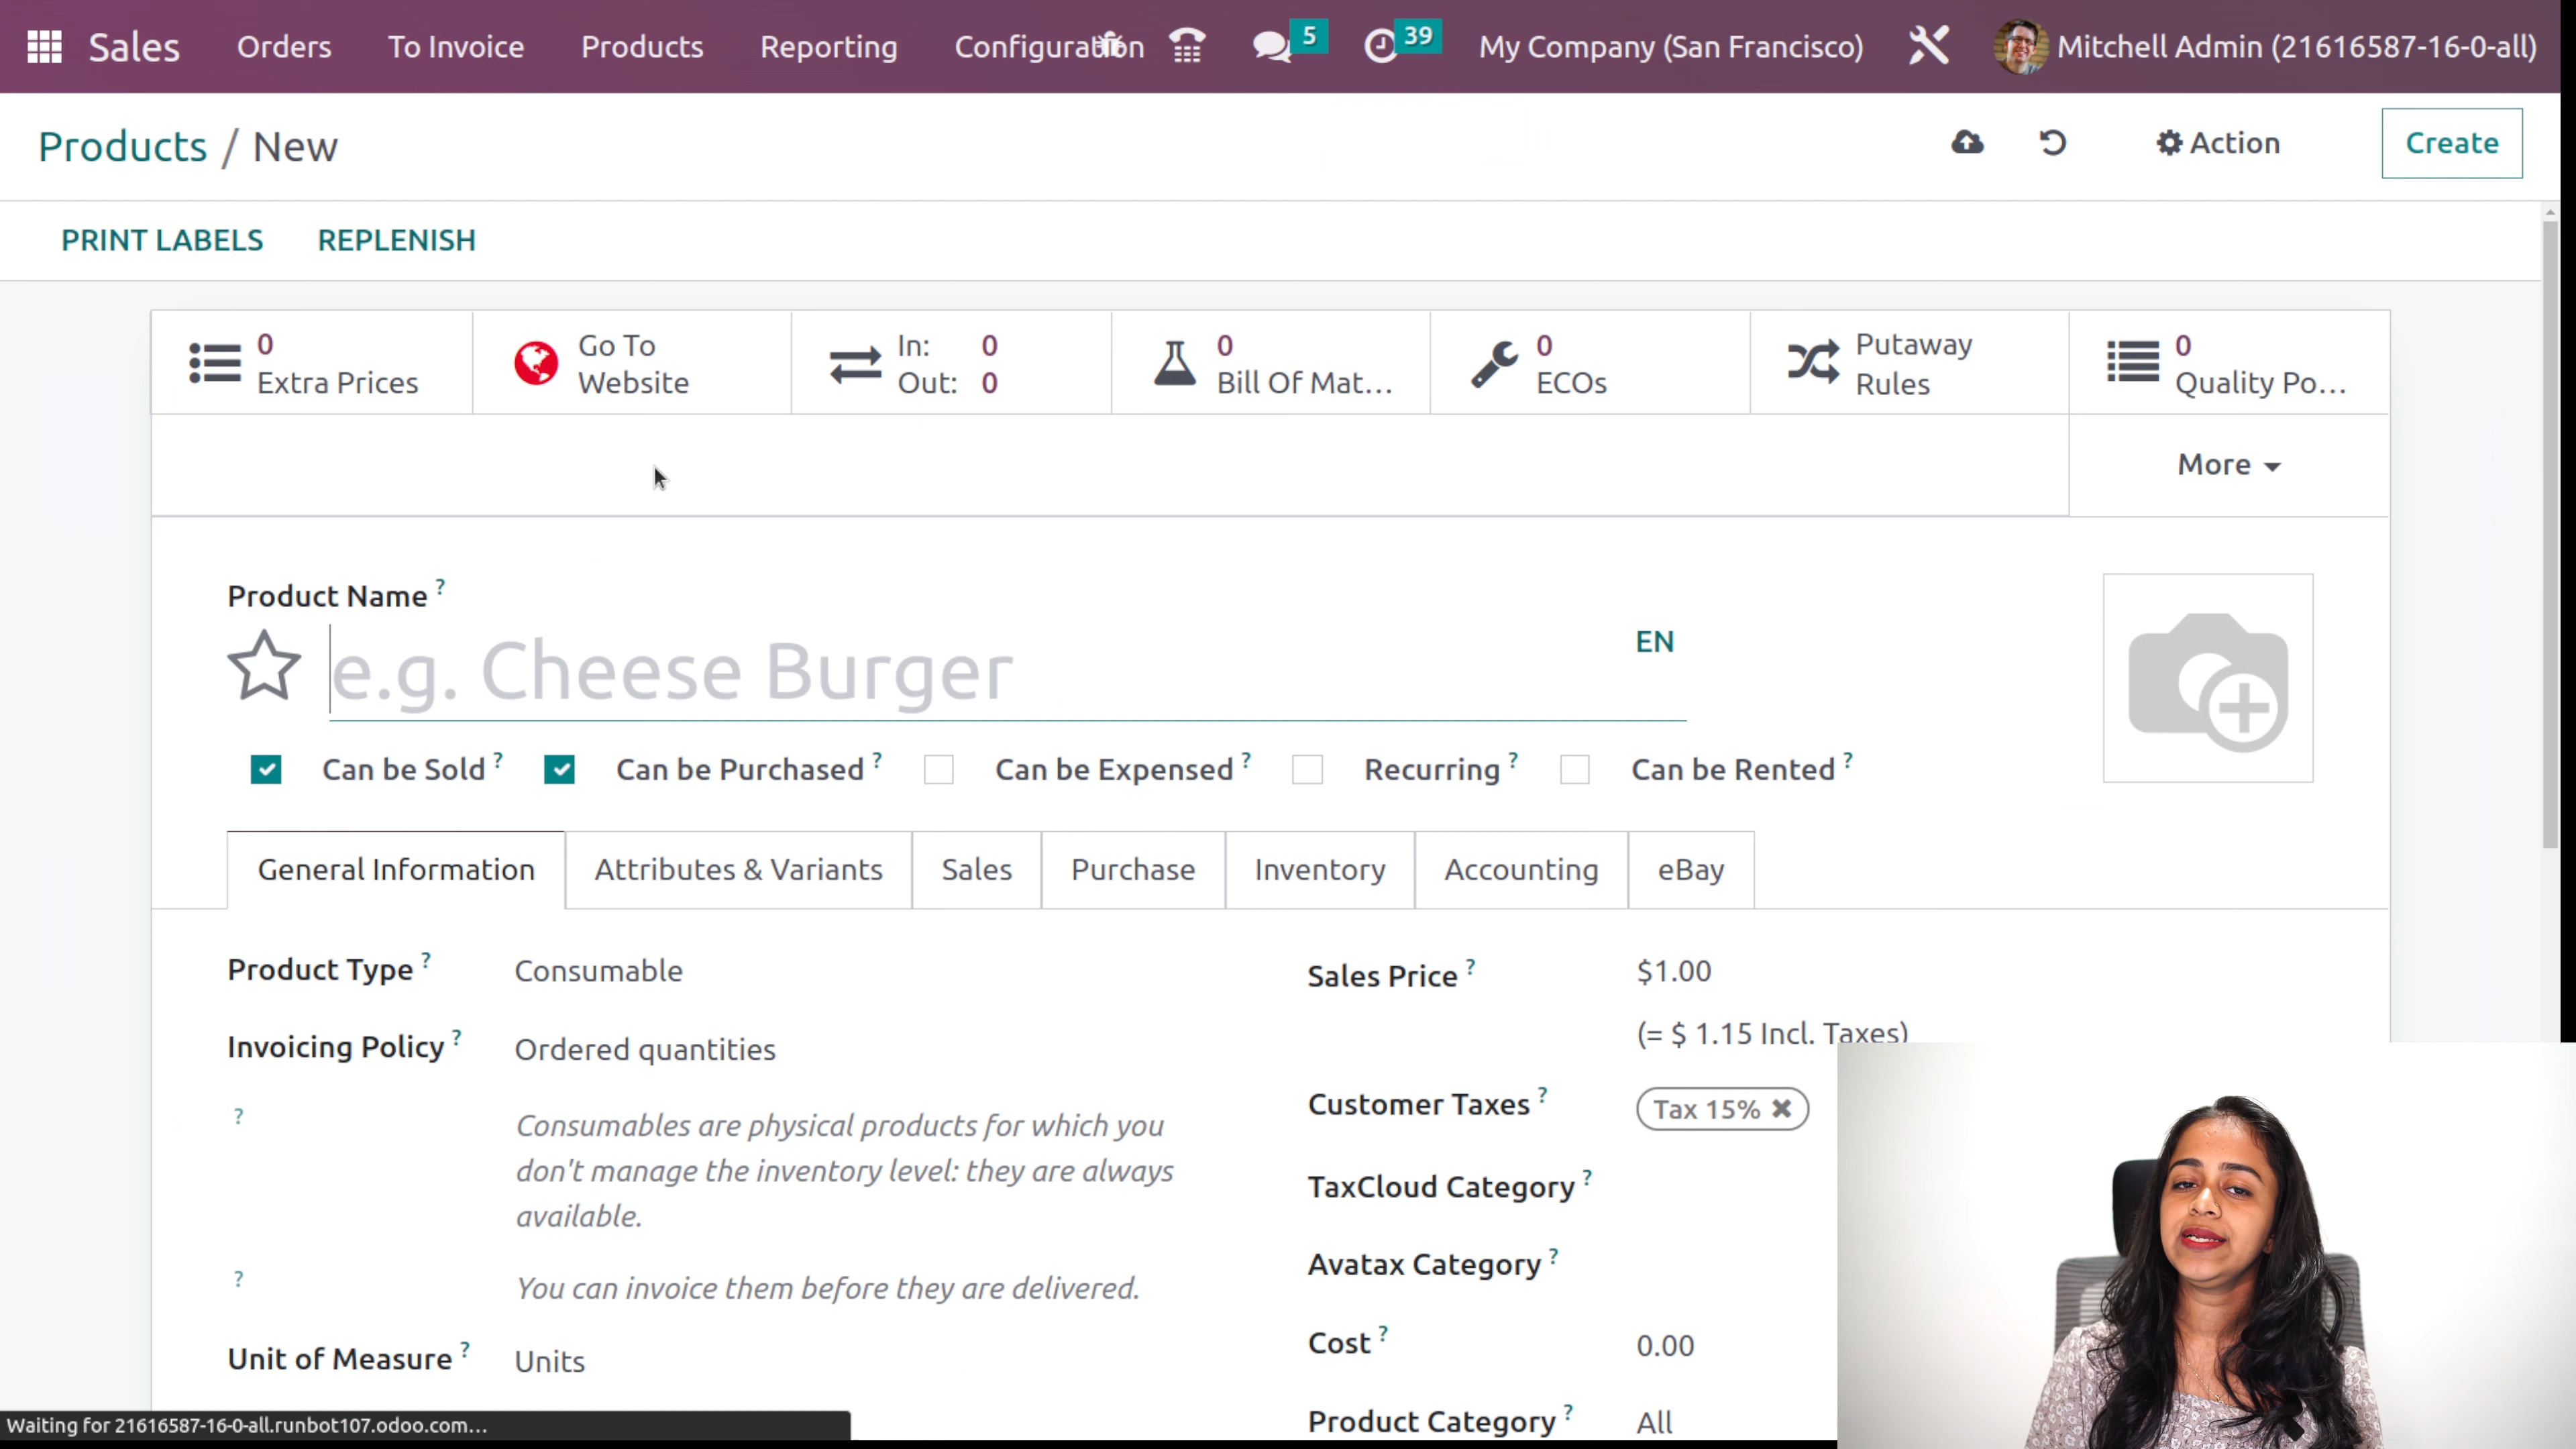 Sales Orders To Invoice Products Reporting Configuration 5 39 My Company (San Francisco) Mitchell Admin (21616587-16-0-all)
Products / New Action Create
PRINT LABELS REPLENISH
0 Extra Prices
Go To Website
In: 0
Out: 0
0 Bill Of Mat...
0 ECOs
Putaway Rules
0 Quality Po...
More
Product Name ?
e.g. Cheese Burger EN
Can be Sold ? Can be Purchased ? Can be Expensed ? Recurring ? Can be Rented ?
General Information Attributes & Variants Sales Purchase Inventory Accounting eBay
Product Type ? Consumable
Invoicing Policy ? Ordered quantities
? Consumables are physical products for which you
don't manage the inventory level: they are always
available.
? You can invoice them before they are delivered.
Unit of Measure ? Units
Sales Price ? $1.00
(= $ 1.15 Incl. Taxes)
Customer Taxes ? Tax 15%
TaxCloud Category ?
Avatax Category ?
Cost ? 0.00
Product Category ? All
Waiting for 21616587-16-0-all.runbot107.odoo.com...